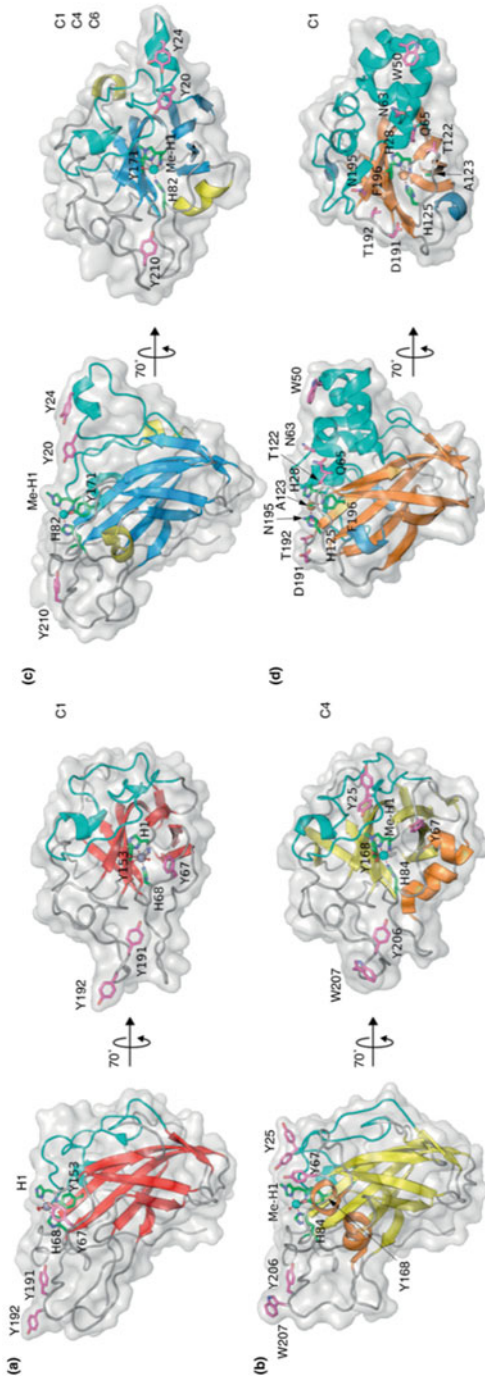 (a)
H1
Y153
H68
Y67
Y191
Y192
70°
C1
Y153
H1
Y67
H68
Y191
Y192
(b)
Y25
Me-H1
Y67
H84
Y206
W207
Y168
70°
C4
Y25
Me-H1
Y168
Y67
H84
Y206
W207
(c)
Me-H1
Y24
Y20
H82
Y171
Y210
70°
C1
C4
C6
Y24
Y20
Y171
Me-H1
H82
Y210
(d)
W50
T122
N63
A123
H28
Q65
N195
T192
F196
H125
D191
70°
C1
W50
N63
N195
H28
Q65
F196
T192
T122
D191
A123
H125